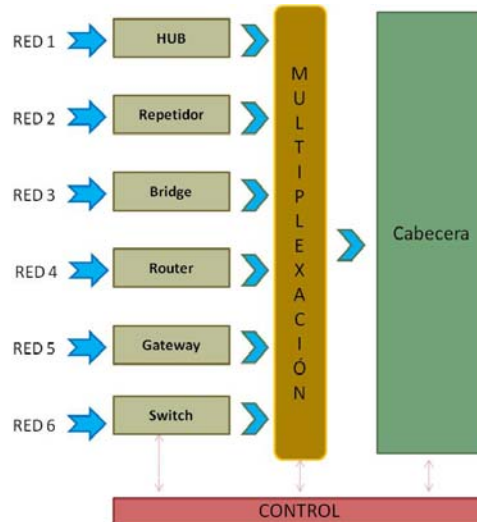 RED 1
HUB
RED 2
Repetidor
RED 3
Bridge
RED 4
Router
RED 5
Gateway
RED 6
Switch
MULTIPLEXACIÓN
Cabecera
CONTROL